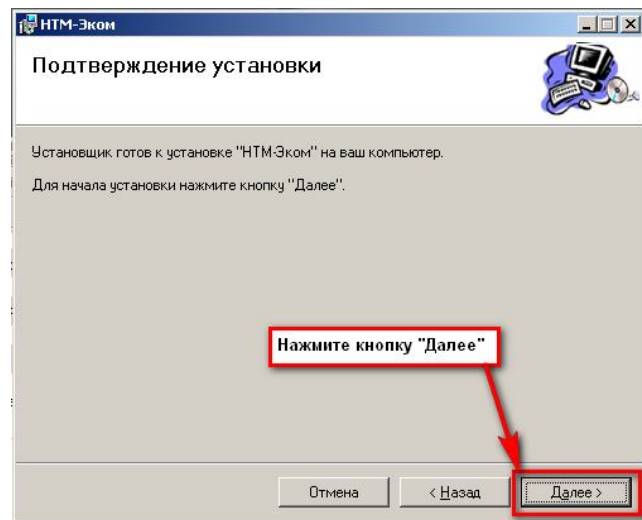 НТМ-Эком
Подтверждение установки
Установщик готов к установке "НТМ-Эком" на ваш компьютер.
Для начала установки нажмите кнопку "Далее".
Нажмите кнопку "Далее"
Отмена
< Назад
Далее >